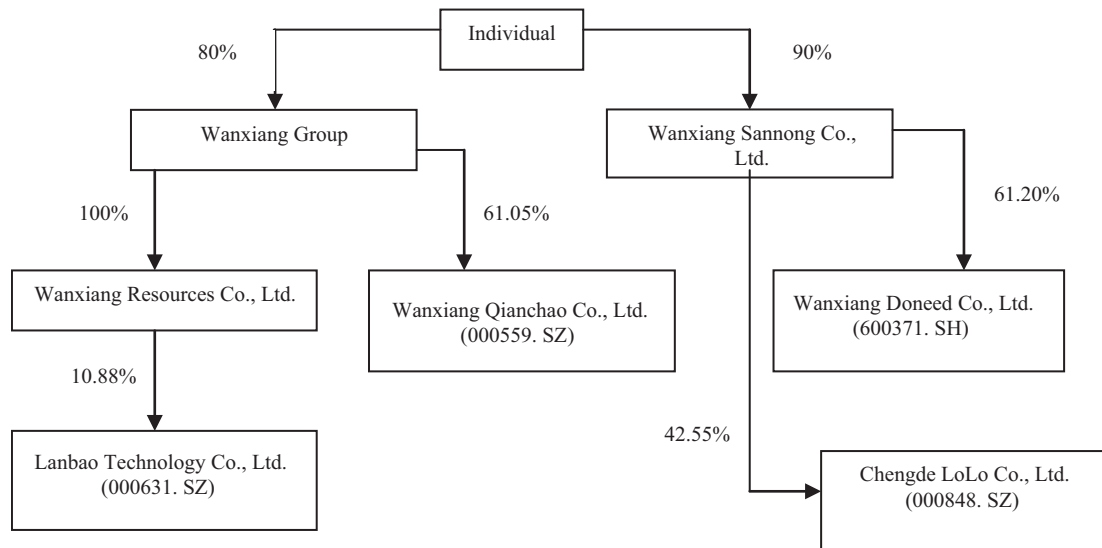 Individual
80%
90%
Wanxiang Group
Wanxiang Sannong Co.,
Ltd.
100%
61.05%
61.20%
Wanxiang Resources Co., Ltd.
Wanxiang Qianchao Co., Ltd.
(000559. SZ)
Wanxiang Doneed Co., Ltd.
(600371. SH)
10.88%
42.55%
Lanbao Technology Co., Ltd.
(000631. SZ)
Chengde LoLo Co., Ltd.
(000848. SZ)